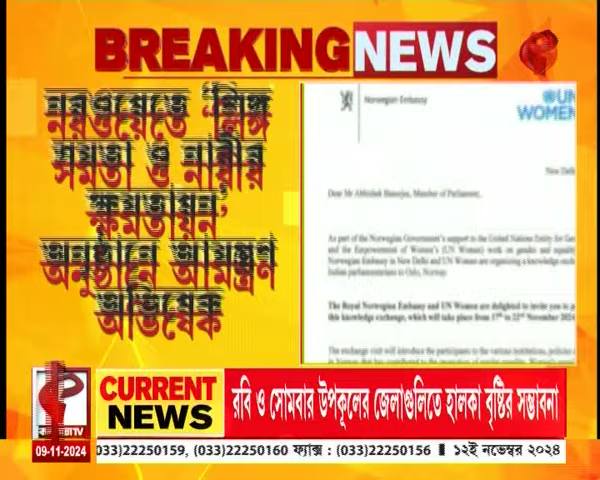 BREAKING NEWS
নরওয়েতে 'লিঙ্গ
সমতা ও নারীর
ক্ষমতায়ন'
অনুষ্ঠানে আমন্ত্রণ
অভিষেক
Norwegian Embassy
UN
WOMEN
New Delhi
Dear Mr Abhishek Banerjee, Member of Parliament,
As part of the Norwegian Government's support to the United Nations Entity for Gen
and the Empowerment of Women's (UN Women) work on gender and equality
Norwegian Embassy in New Delhi and UN Women are organizing a knowledge
Indian parliamentarians to Oslo, Norway.
The Royal Norwegian Embassy and UN Women are delighted to invite you to
this knowledge exchange, which will take place from 17th to 22nd November 2024
The exchange visit will introduce the participants to the various institutions, policies
CURRENT
NEWS
রবি ও সোমবার উপকূলের জেলাগুলিতে হালকা বৃষ্টির সম্ভাবনা
TV
09-11-2024
(033)22250159, (033)22250160 ফ্যাক্স : (033)22250156 ▮ ১২ই নভেম্বর ২০২৪